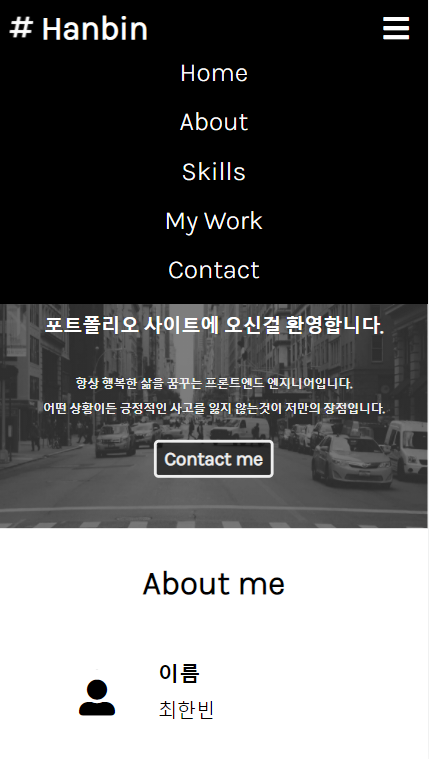 # Hanbin
Home
About
Skills
My Work
Contact
포트폴리오 사이트에 오신걸 환영합니다.
항상 행복한 삶을 꿈꾸는 프론트엔드 엔지니어입니다.
어떤 상황이든 긍정적인 사고를 잃지 않는것이 저만의 장점입니다.
Contact me
About me
이름
최한빈